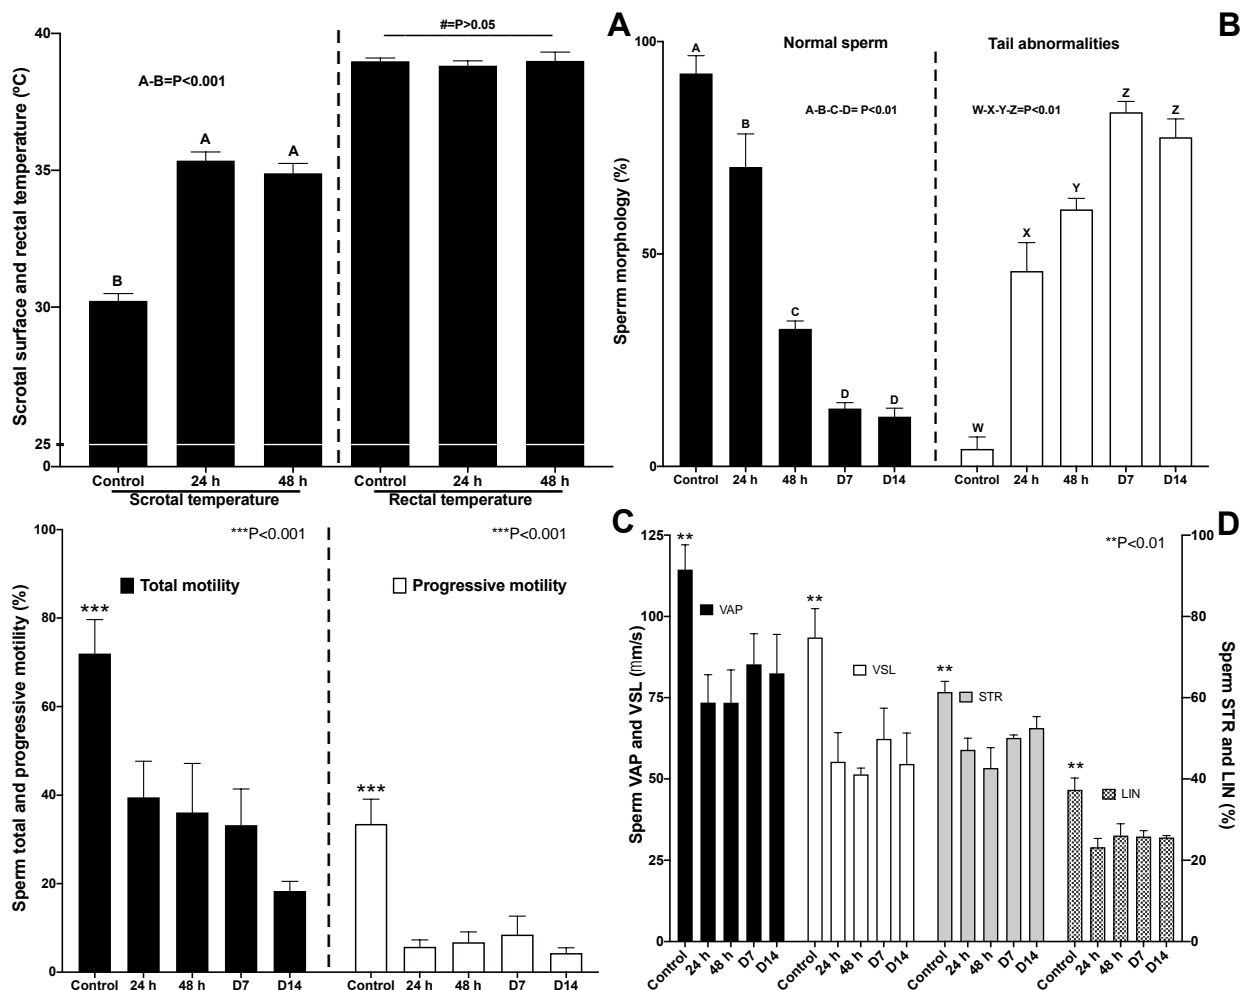 A
#=P>0.05
A-B=P<0.001
Scrotal surface and rectal temperature (ºC)
40
35
30
25
0
B
A
A
Control
24 h
48 h
Control
24 h
48 h
Scrotal temperature
Rectal temperature
B
Normal sperm
Tail abnormalities
A-B-C-D= P<0.01
W-X-Y-Z=P<0.01
Sperrm morphology (%)
100
50
0
A
B
C
D
D
W
X
Y
Z
Z
Control
24 h
48 h
D7
D14
Control
24 h
48 h
D7
D14
C
***P<0.001
***P<0.001
Total motility
Progressive motility
Sperm total and progressive motility (%)
100
80
60
40
20
0
***
***
Control
24 h
48 h
D7
D14
Control
24 h
48 h
D7
D14
D
**P<0.01
Sperm VAP and VSL (mm/s)
125
100
75
50
25
0
**
VAP
**
VSL
**
STR
**
LIN
Sperm STR and LIN (%)
100
80
60
40
20
0
Control
24 h
48 h
D7
D14
Control
24 h
48 h
D7
D14
Control
24 h
48 h
D7
D14
Control
24 h
48 h
D7
D14